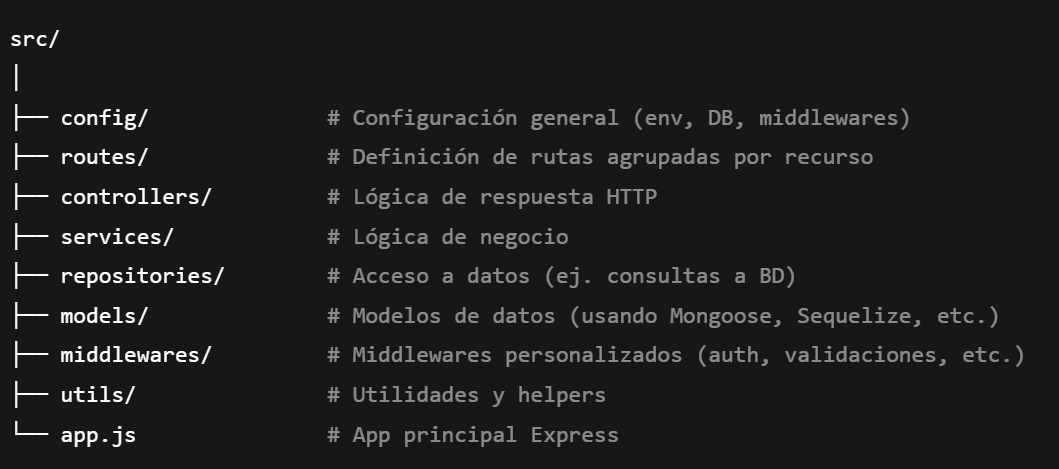 src/
│
├── config/              # Configuración general (env, DB, middlewares)
├── routes/              # Definición de rutas agrupadas por recurso
├── controllers/         # Lógica de respuesta HTTP
├── services/            # Lógica de negocio
├── repositories/        # Acceso a datos (ej. consultas a BD)
├── models/              # Modelos de datos (usando Mongoose, Sequelize, etc.)
├── middlewares/         # Middlewares personalizados (auth, validaciones, etc.)
├── utils/               # Utilidades y helpers
└── app.js               # App principal Express